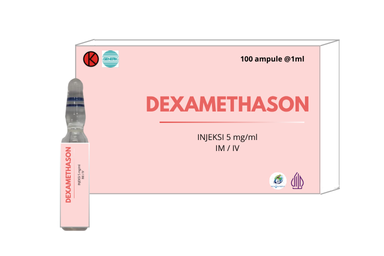 K
100 ampule @1ml
DEXAMETHASON
INJEKSI 5 mg/ml
IM / IV
DEXAMETHASON